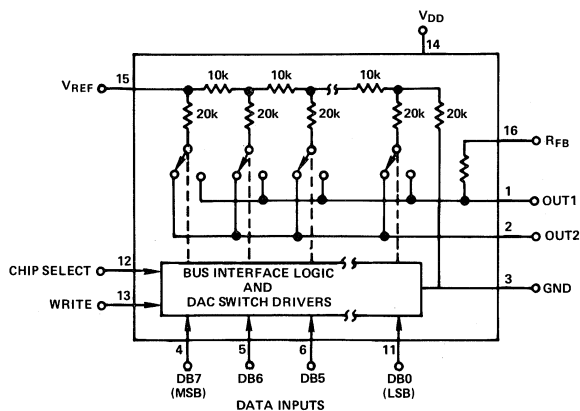 VDD
14
VREF
15
10k
10k
10k
20k
20k
20k
20k
20k
16
RFB
1
OUT1
2
OUT2
CHIP SELECT
12
WRITE
13
BUS INTERFACE LOGIC
AND
DAC SWITCH DRIVERS
3
GND
4
5
6
11
DB7
(MSB)
DB6
DB5
DB0
(LSB)
DATA INPUTS